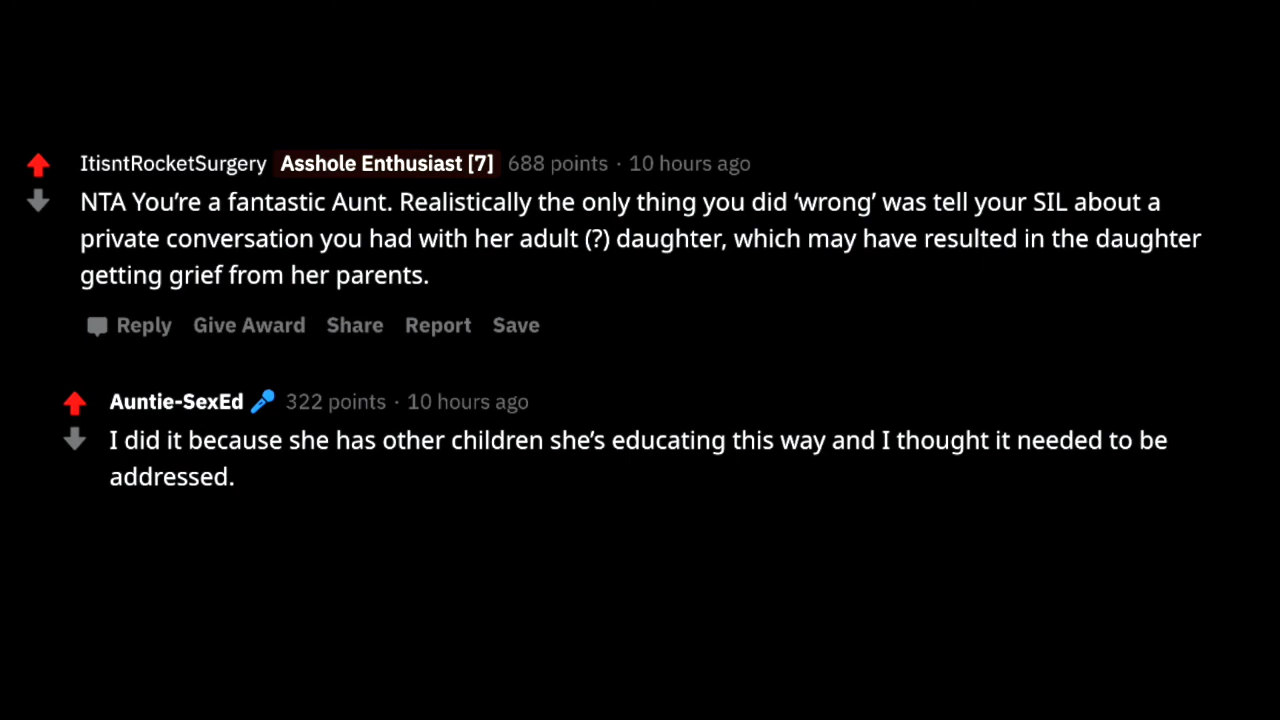 ItisntRocketSurgery Asshole Enthusiast [7] 688 points · 10 hours ago
NTA You’re a fantastic Aunt. Realistically the only thing you did ‘wrong’ was tell your SIL about a
private conversation you had with her adult (?) daughter, which may have resulted in the daughter
getting grief from her parents.
Reply Give Award Share Report Save
Auntie-SexEd 322 points · 10 hours ago
I did it because she has other children she’s educating this way and I thought it needed to be
addressed.